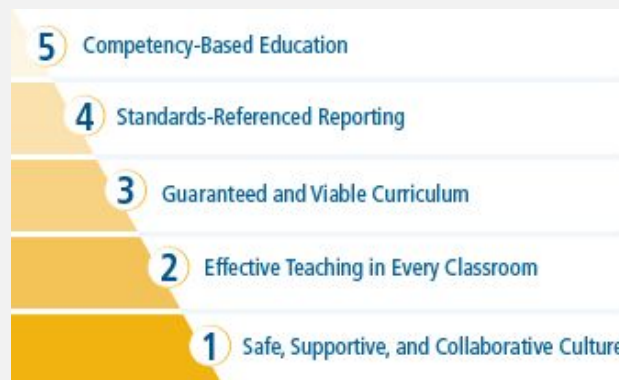 5 Competency-Based Education
4 Standards-Referenced Reporting
3 Guaranteed and Viable Curriculum
2 Effective Teaching in Every Classroom
1 Safe, Supportive, and Collaborative Culture